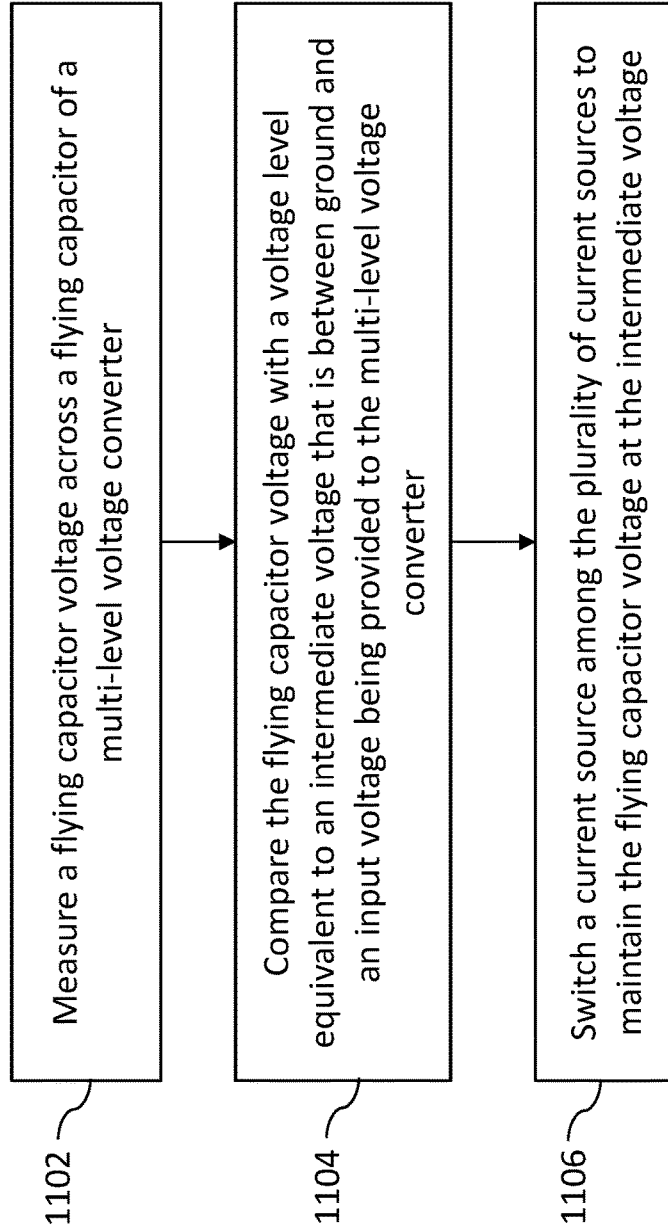 1102
Measure a flying capacitor voltage across a flying capacitor of a
multi-level voltage converter
1104
Compare the flying capacitor voltage with a voltage level
equivalent to an intermediate voltage that is between ground and
an input voltage being provided to the multi-level voltage
converter
1106
Switch a current source among the plurality of current sources to
maintain the flying capacitor voltage at the intermediate voltage